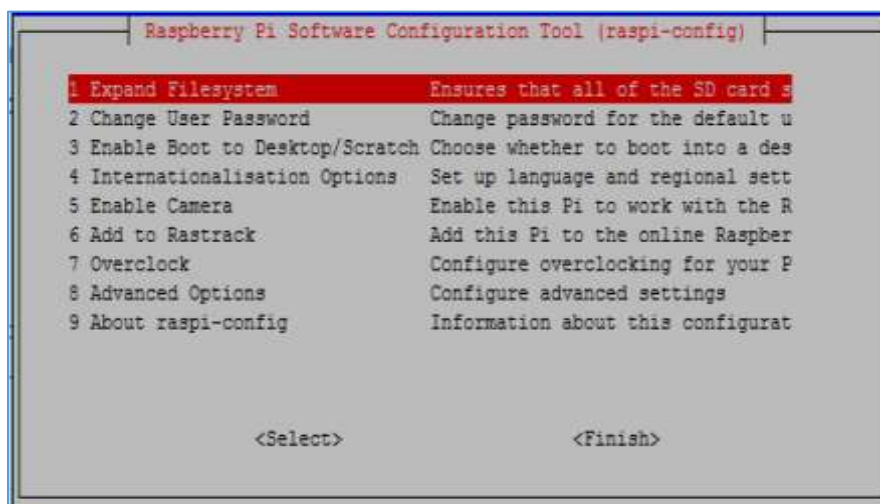 Raspberry Pi Software Configuration Tool (raspi-config)
1 Expand Filesystem Ensures that all of the SD card s
2 Change User Password Change password for the default u
3 Enable Boot to Desktop/Scratch Choose whether to boot into a des
4 Internationalisation Options Set up language and regional sett
5 Enable Camera Enable this Pi to work with the R
6 Add to Rastrack Add this Pi to the online Raspber
7 Overclock Configure overclocking for your P
8 Advanced Options Configure advanced settings
9 About raspi-config Information about this configurat
<Select> <Finish>